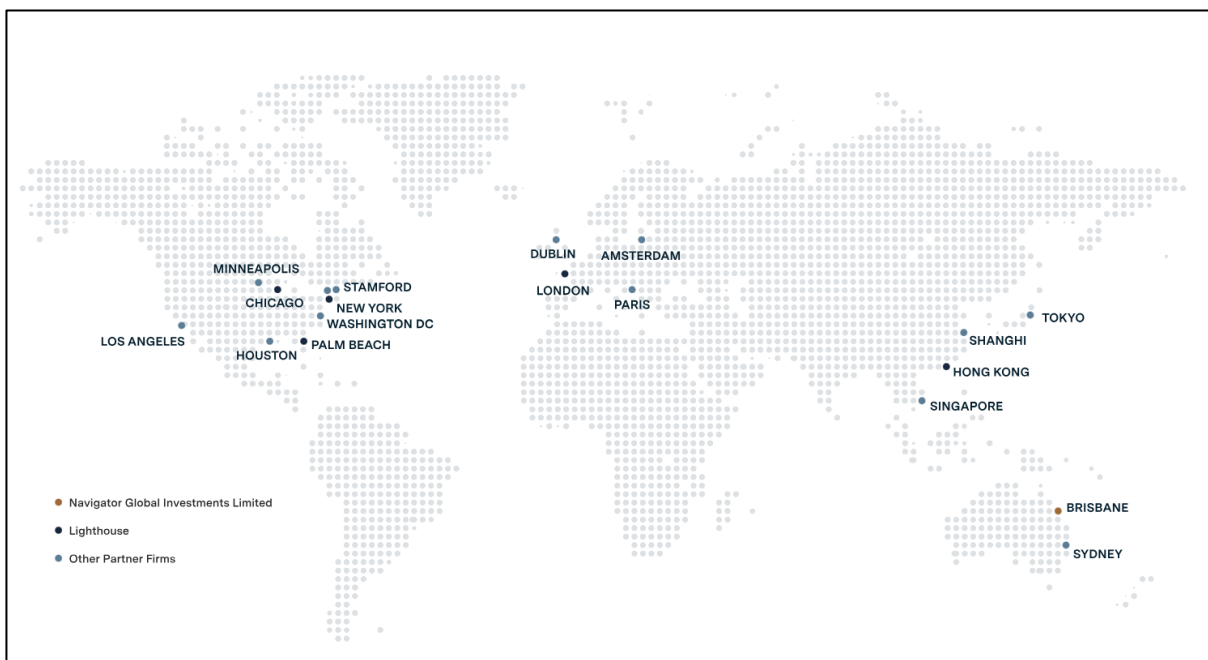 DUBLIN
AMSTERDAM
MINNEAPOLIS
STAMFORD
LONDON
CHICAGO
NEW YORK
PARIS
WASHINGTON DC
TOKYO
LOS ANGELES
SHANGHI
PALM BEACH
HOUSTON
HONG KONG
SINGAPORE
Navigator Global Investments Limited
BRISBANE
Lighthouse
SYDNEY
Other Partner Firms